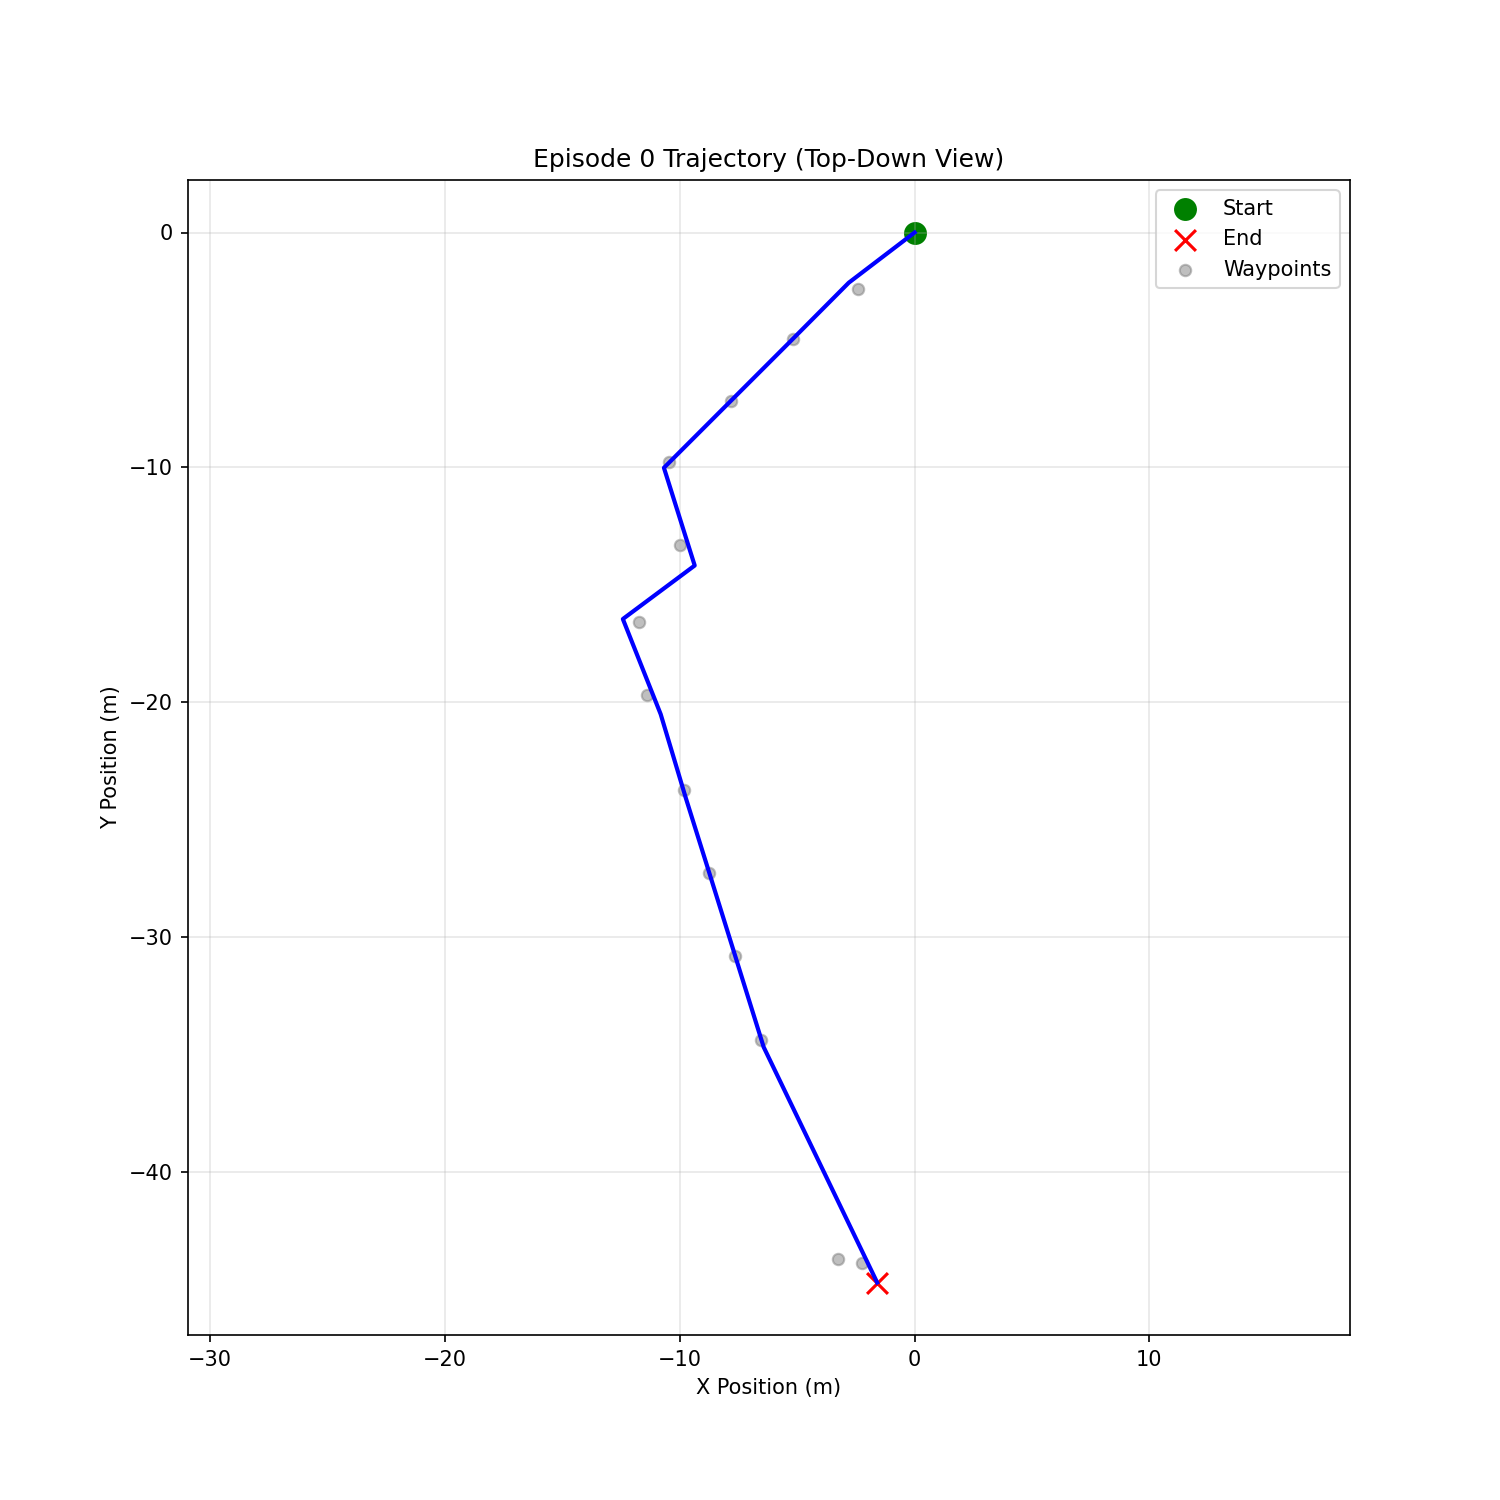 Episode 0 Trajectory (Top-Down View)
Start
End
Waypoints
0
−10
−20
−30
−40
Y Position (m)
−30
−20
−10
0
10
X Position (m)